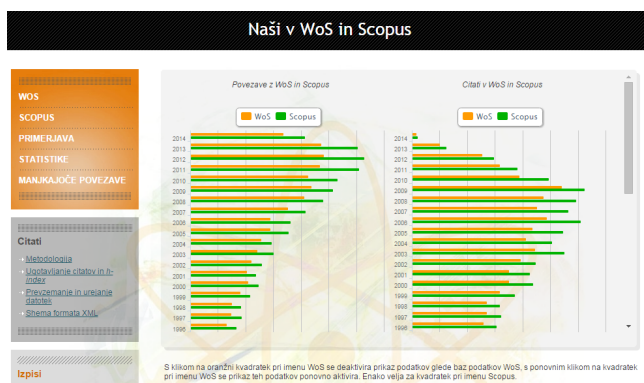 Naši v WoS in Scopus
WOS
SCOPUS
PRIMERJAVA
STATISTIKE
MANJKAJOČE POVEZAVE
Citati
Metodologija
Ugotavljanje citatov in h-
index
Prevzemanje in urejanje
datotek
Shema formata XML
Izpisi
Povezave z WoS in Scopus
WoS Scopus
2014
2013
2012
2011
2010
2009
2008
2007
2006
2005
2004
2003
2002
2001
2000
1999
1998
1997
1996
Citati v WoS in Scopus
WoS Scopus
2014
2013
2012
2011
2010
2009
2008
2007
2006
2005
2004
2003
2002
2001
2000
1999
1998
1997
1996
S klikom na oranžni kvadratek pri imenu WoS se deaktivira prikaz podatkov glede baz podatkov WoS, s ponovnim klikom na kvadratek
pri imenu WoS se prikaz teh podatkov ponovno aktivira. Enako velja za kvadratek pri imenu Scopus.